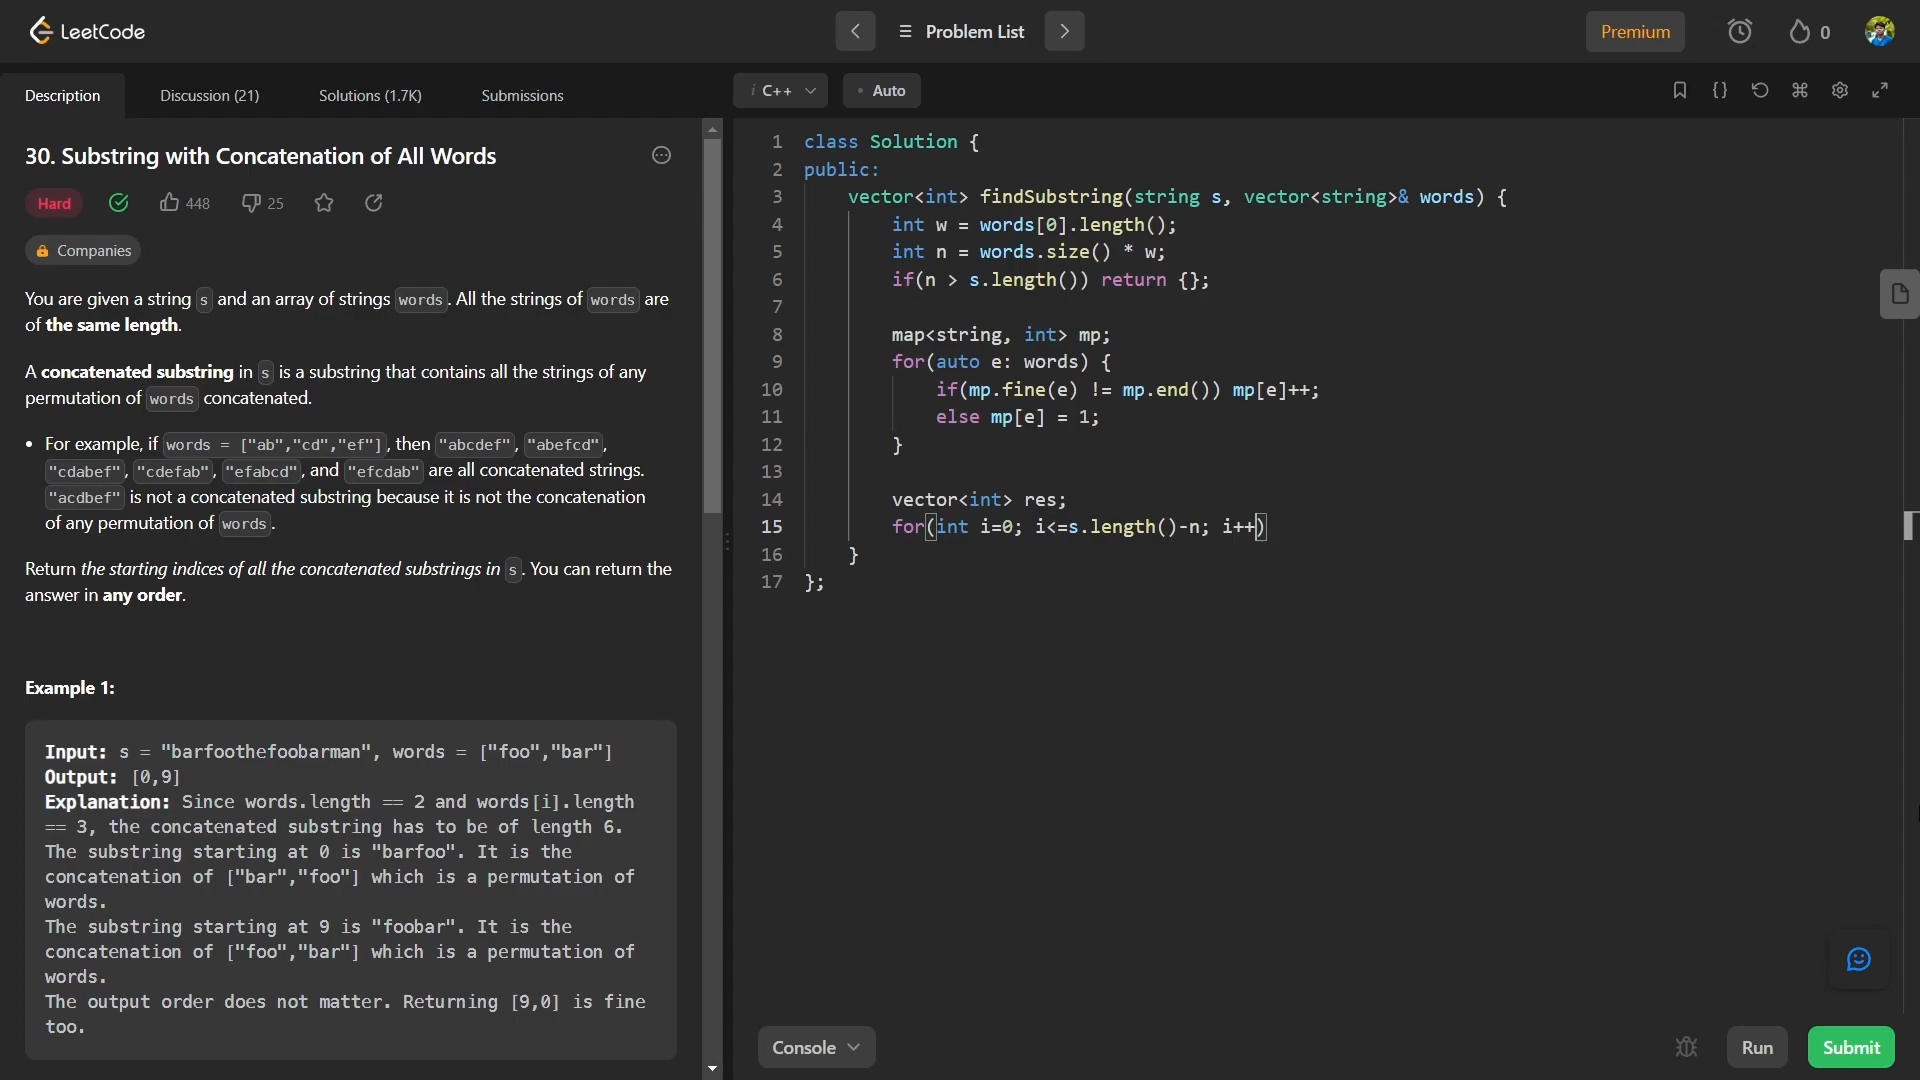 LeetCode
Problem List
Premium
0
Description
Discussion (21)
Solutions (1.7K)
Submissions
i C++
• Auto
{}
⌘
30. Substring with Concatenation of All Words
Hard
448
25
Companies
You are given a string s and an array of strings words. All the strings of words are
of the same length.
A concatenated substring in s is a substring that contains all the strings of any
permutation of words concatenated.
• For example, if words = ["ab","cd","ef"], then "abcdef", "abefcd",
"cdabef", "cdefab", "efabcd", and "efcdab" are all concatenated strings.
"acdbef" is not a concatenated substring because it is not the concatenation
of any permutation of words.
Return the starting indices of all the concatenated substrings in s. You can return the
answer in any order.
Example 1:
Input: s = "barfoothefoobarman", words = ["foo","bar"]
Output: [0,9]
Explanation: Since words.length == 2 and words[i].length
== 3, the concatenated substring has to be of length 6.
The substring starting at 0 is "barfoo". It is the
concatenation of ["bar","foo"] which is a permutation of
words.
The substring starting at 9 is "foobar". It is the
concatenation of ["foo","bar"] which is a permutation of
words.
The output order does not matter. Returning [9,0] is fine
too.
1 class Solution {
2 public:
3 vector<int> findSubstring(string s, vector<string>& words) {
4 int w = words[0].length();
5 int n = words.size() * w;
6 if(n > s.length()) return {};
7
8 map<string, int> mp;
9 for(auto e: words) {
10 if(mp.fine(e) != mp.end()) mp[e]++;
11 else mp[e] = 1;
12 }
13
14 vector<int> res;
15 for(int i=0; i<=s.length()-n; i++)
16 }
17 };
Console
Run
Submit